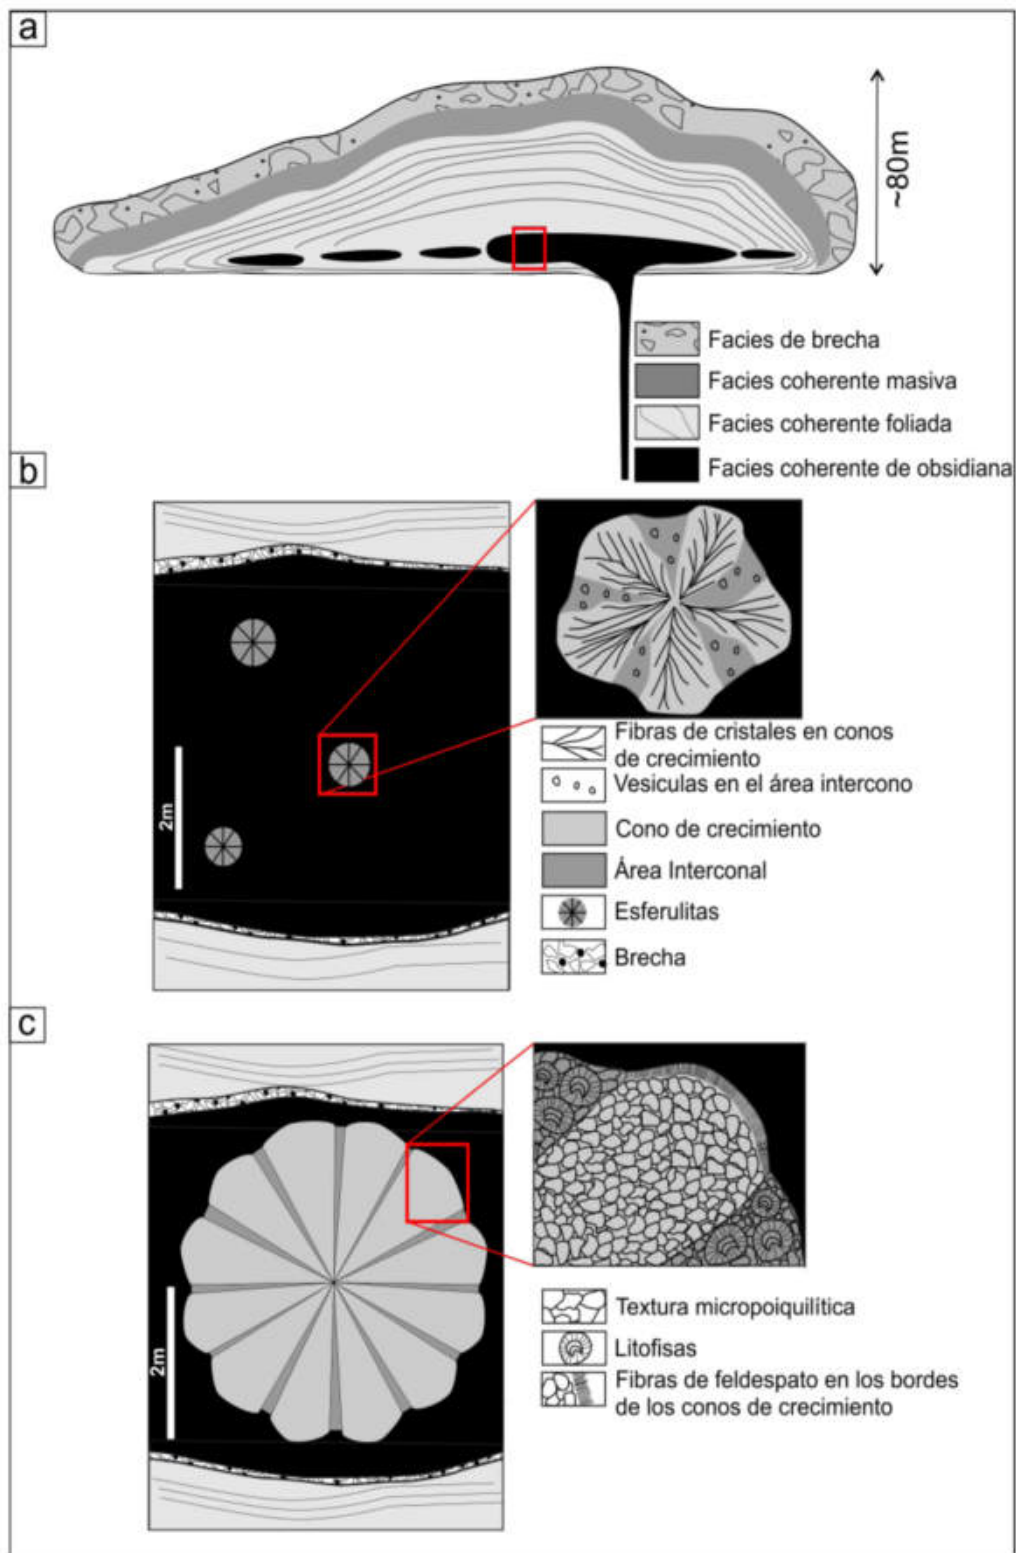 a
~80m
Facies de brecha
Facies coherente masiva
Facies coherente foliada
Facies coherente de obsidiana
b
2m
Fibras de cristales en conos
de crecimiento
Vesiculas en el área intercono
Cono de crecimiento
Área Interconal
Esferulitas
Brecha
c
2m
Textura micropoiquilítica
Litofisas
Fibras de feldespato en los bordes
de los conos de crecimiento